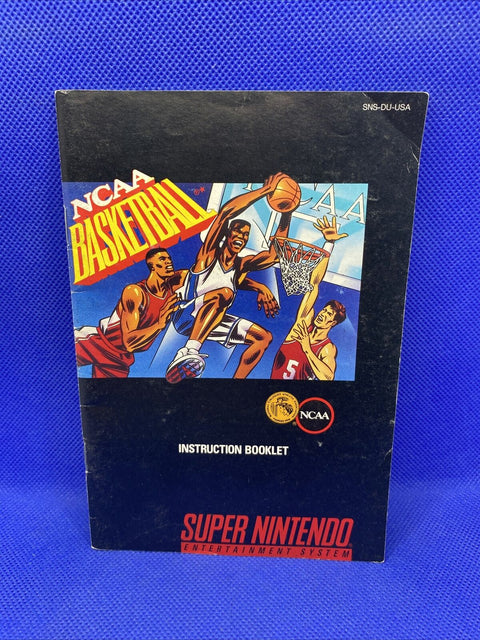 SNS-DU-USA
NCAA
BASKETBALL
NCAA
5
NCAA
INSTRUCTION BOOKLET
SUPER NINTENDO
ENTERTAINMENT SYSTEM